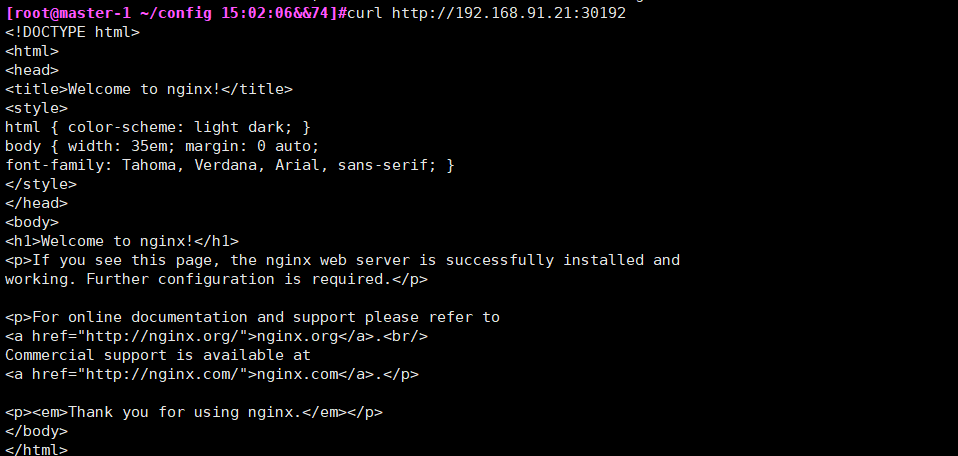 [root@master-1 ~/config 15:02:06&&74]#curl http://192.168.91.21:30192
<!DOCTYPE html>
<html>
<head>
<title>Welcome to nginx!</title>
<style>
html { color-scheme: light dark; }
body { width: 35em; margin: 0 auto;
font-family: Tahoma, Verdana, Arial, sans-serif; }
</style>
</head>
<body>
<h1>Welcome to nginx!</h1>
<p>If you see this page, the nginx web server is successfully installed and
working. Further configuration is required.</p>

<p>For online documentation and support please refer to
<a href="http://nginx.org/">nginx.org</a>.<br/>
Commercial support is available at
<a href="http://nginx.com/">nginx.com</a>.</p>

<p><em>Thank you for using nginx.</em></p>
</body>
</html>